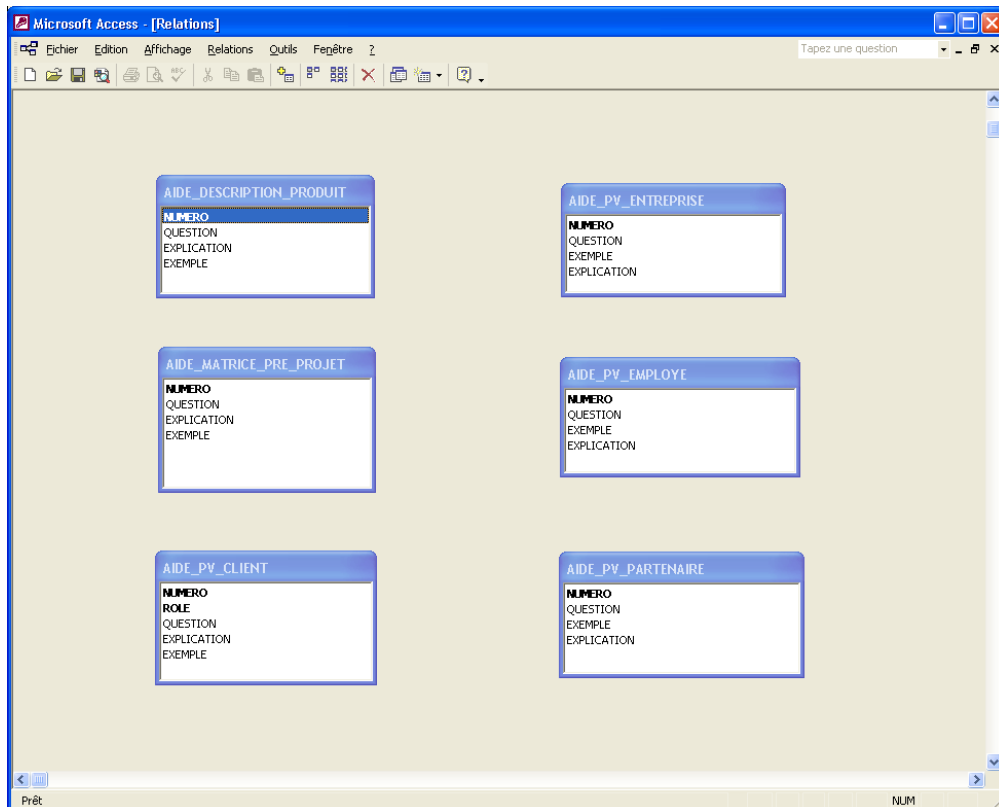 Microsoft Access - [Relations]
Fichier Edition Affichage Relations Outils Fenêtre ? Tapez une question
AIDE_DESCRIPTION_PRODUIT
NUMERO
QUESTION
EXPLICATION
EXEMPLE
AIDE_PV_ENTREPRISE
NUMERO
QUESTION
EXEMPLE
EXPLICATION
AIDE_MATRICE_PRE_PROJET
NUMERO
QUESTION
EXPLICATION
EXEMPLE
AIDE_PV_EMPLOYE
NUMERO
QUESTION
EXEMPLE
EXPLICATION
AIDE_PV_CLIENT
NUMERO
ROLE
QUESTION
EXPLICATION
EXEMPLE
AIDE_PV_PARTENAIRE
NUMERO
QUESTION
EXEMPLE
EXPLICATION
Prêt NUM